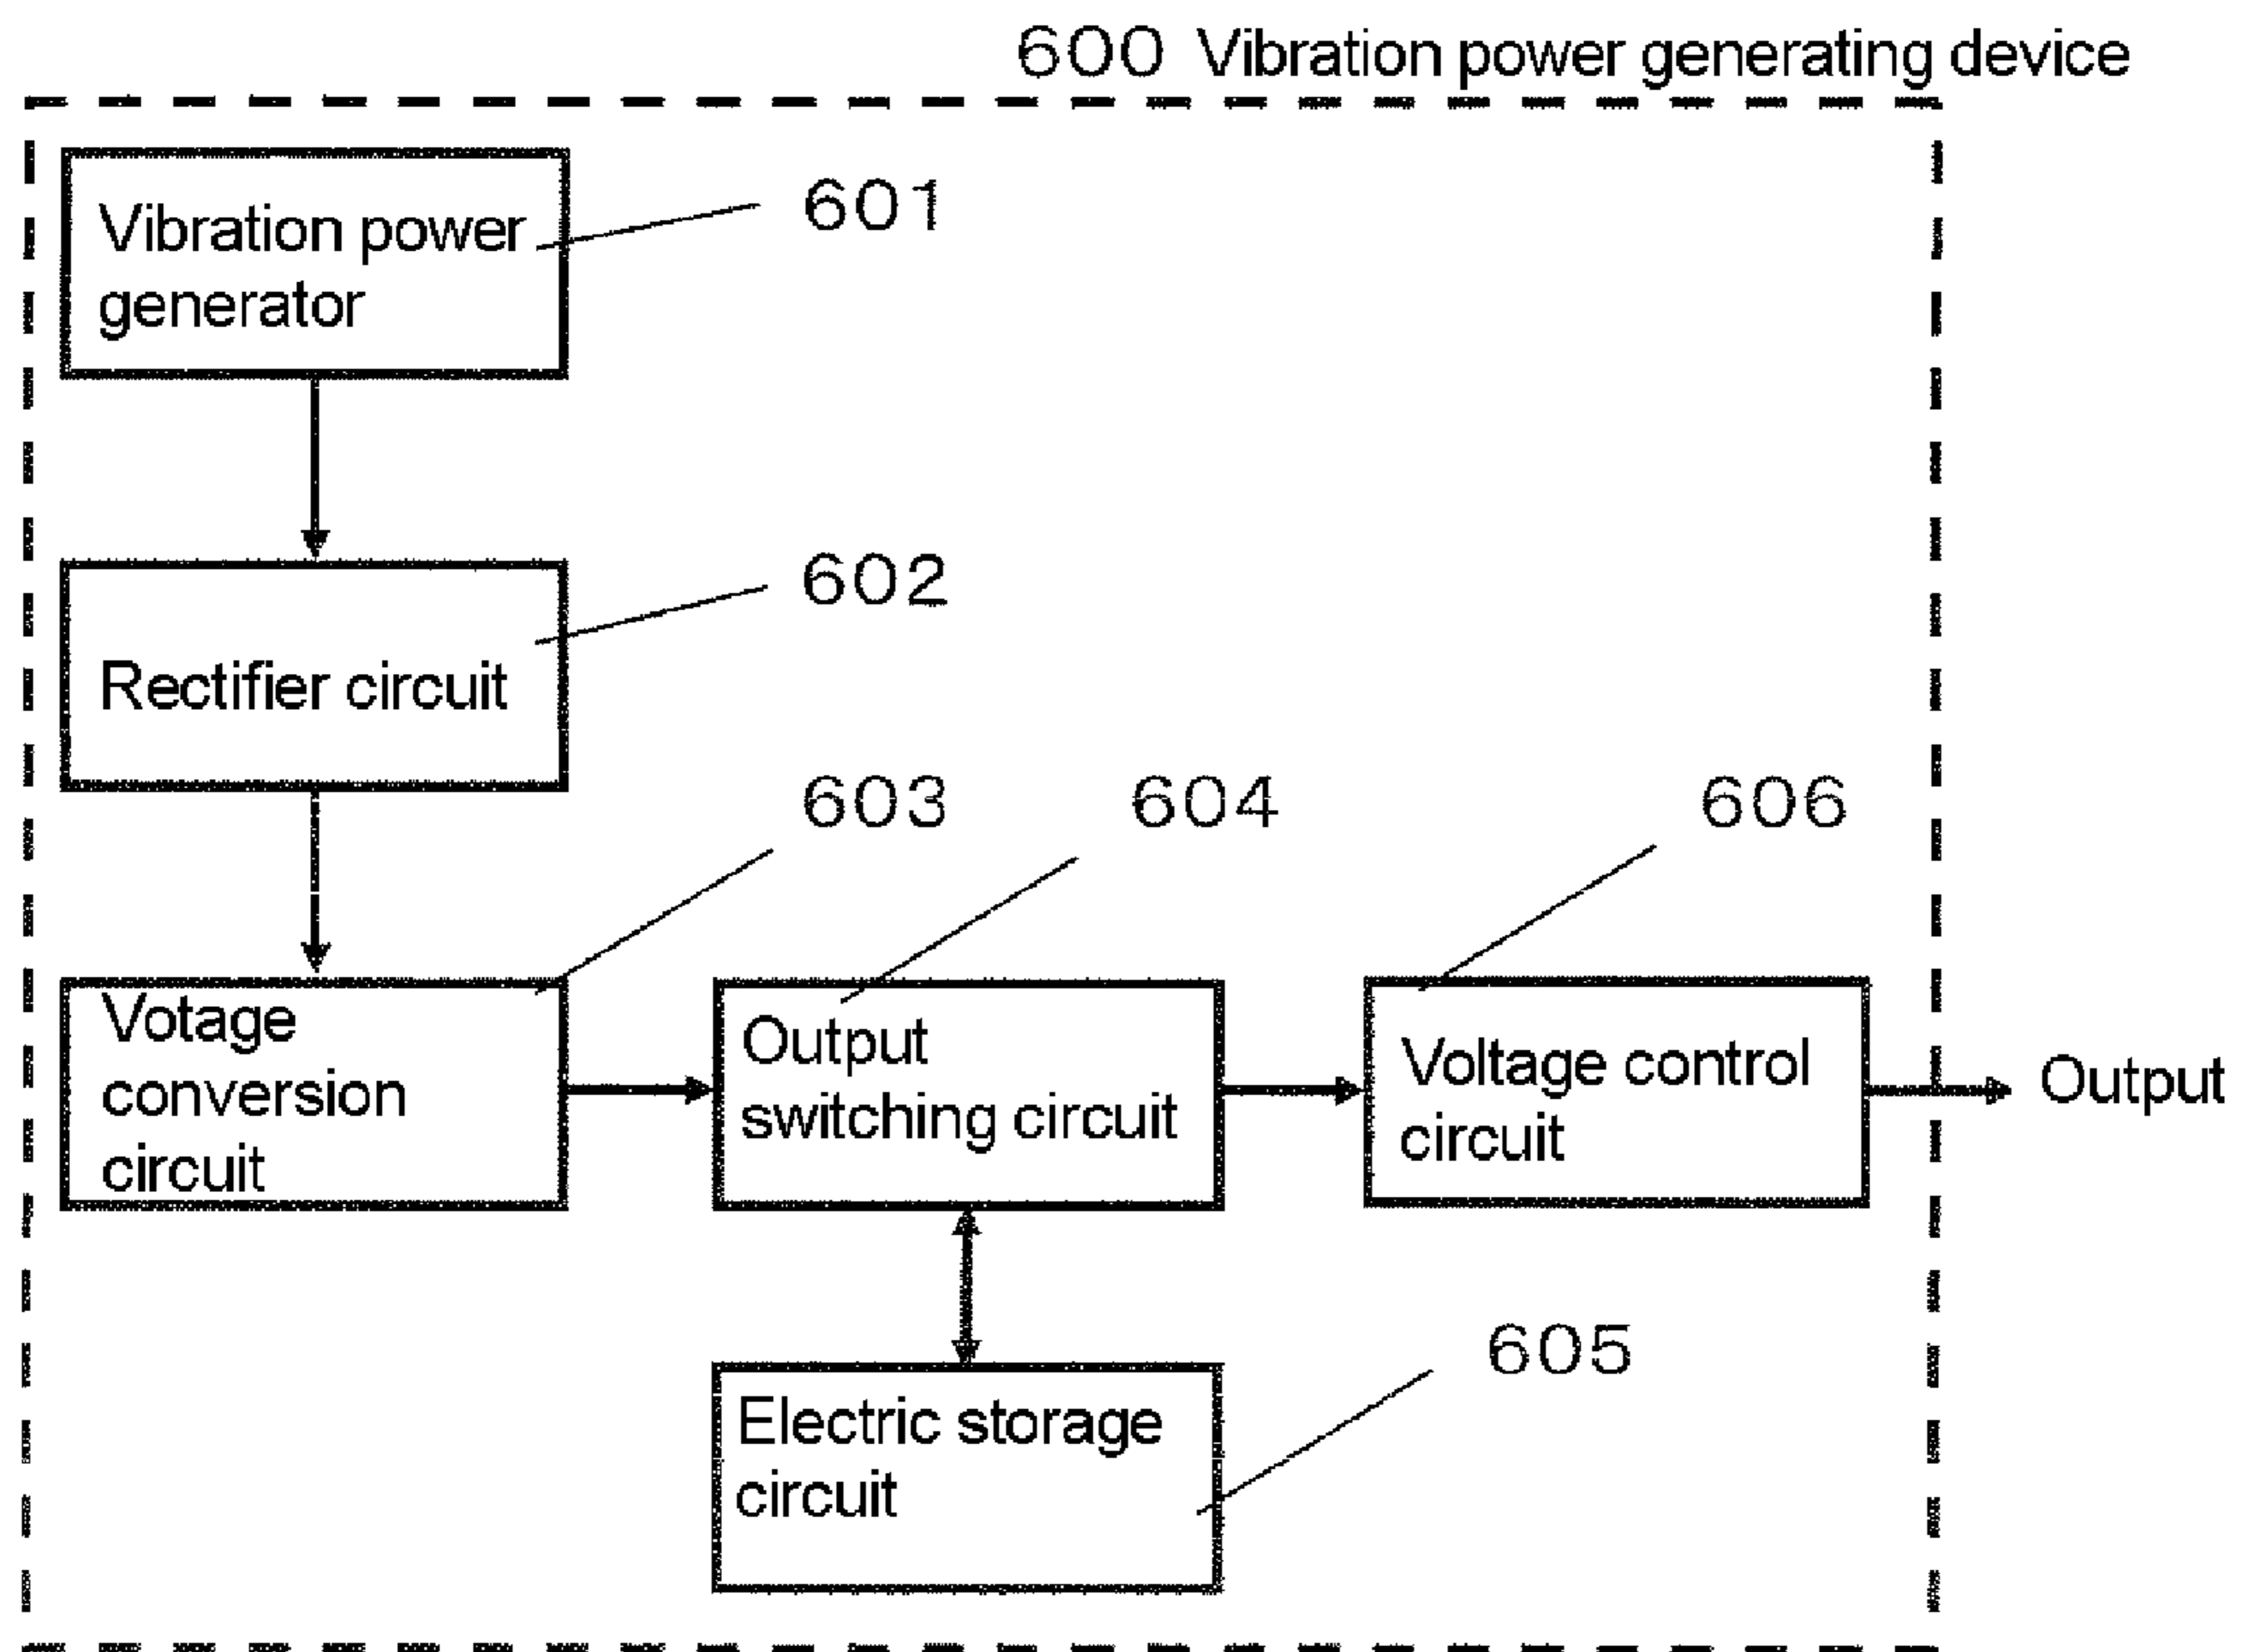 600 Vibration power generating device
601
Vibration power
generator
602
Rectifier circuit
603
604
606
Votage
conversion
circuit
Output
switching circuit
Voltage control
circuit
Output
605
Electric storage
circuit